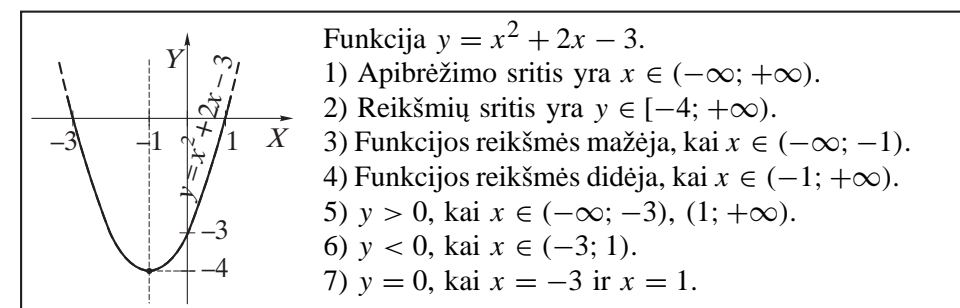 Y
y = x² + 2x − 3
−3
−1
1
X
−3
−4
Funkcija y = x² + 2x − 3.
1) Apibrėžimo sritis yra x ∈ (−∞; +∞).
2) Reikšmių sritis yra y ∈ [−4; +∞).
3) Funkcijos reikšmės mažėja, kai x ∈ (−∞; −1).
4) Funkcijos reikšmės didėja, kai x ∈ (−1; +∞).
5) y > 0, kai x ∈ (−∞; −3), (1; +∞).
6) y < 0, kai x ∈ (−3; 1).
7) y = 0, kai x = −3 ir x = 1.